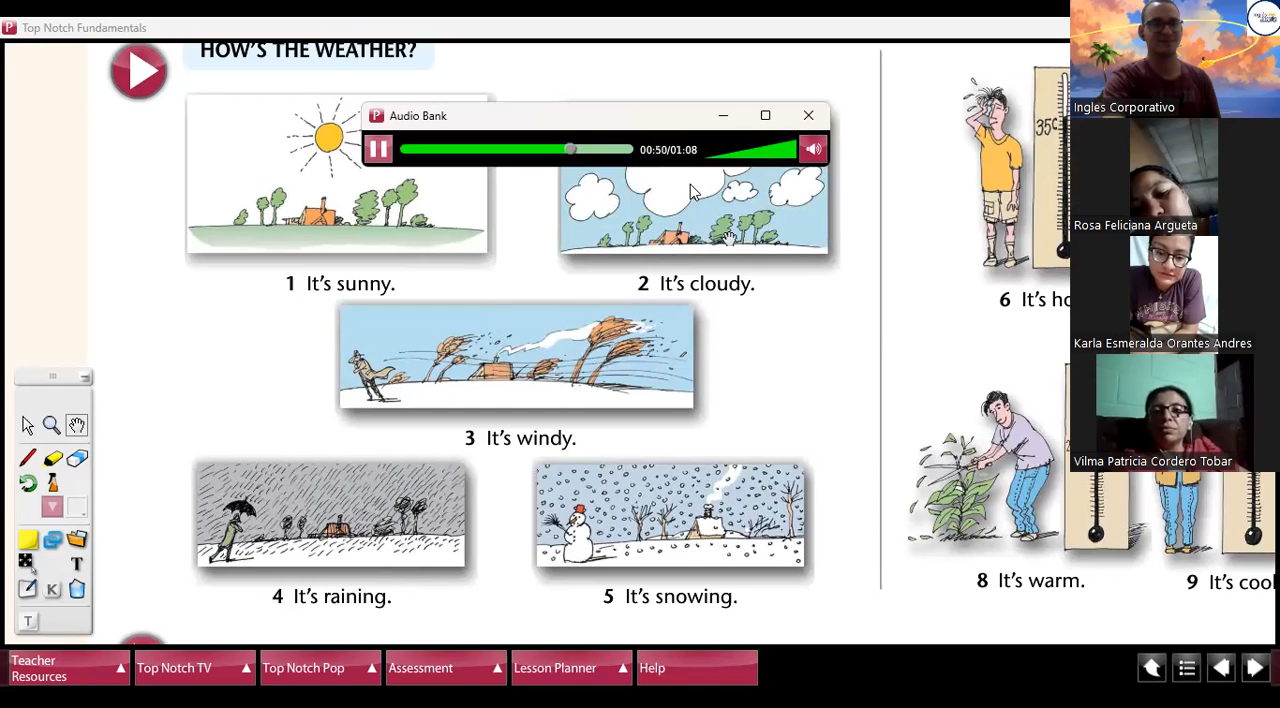 Top Notch Fundamentals
HOW'S THE WEATHER?
Audio Bank
00:50/01:08
1 It's sunny.
2 It's cloudy.
3 It's windy.
4 It's raining.
5 It's snowing.
35
6 It's ho
8 It's warm.
9 It's cool
Ingles Corporativo
Rosa Feliciana Argueta
Karla Esmeralda Orantes Andres
Vilma Patricia Cordero Tobar
T
K
T
Teacher
Resources
Top Notch TV
Top Notch Pop
Assessment
Lesson Planner
Help